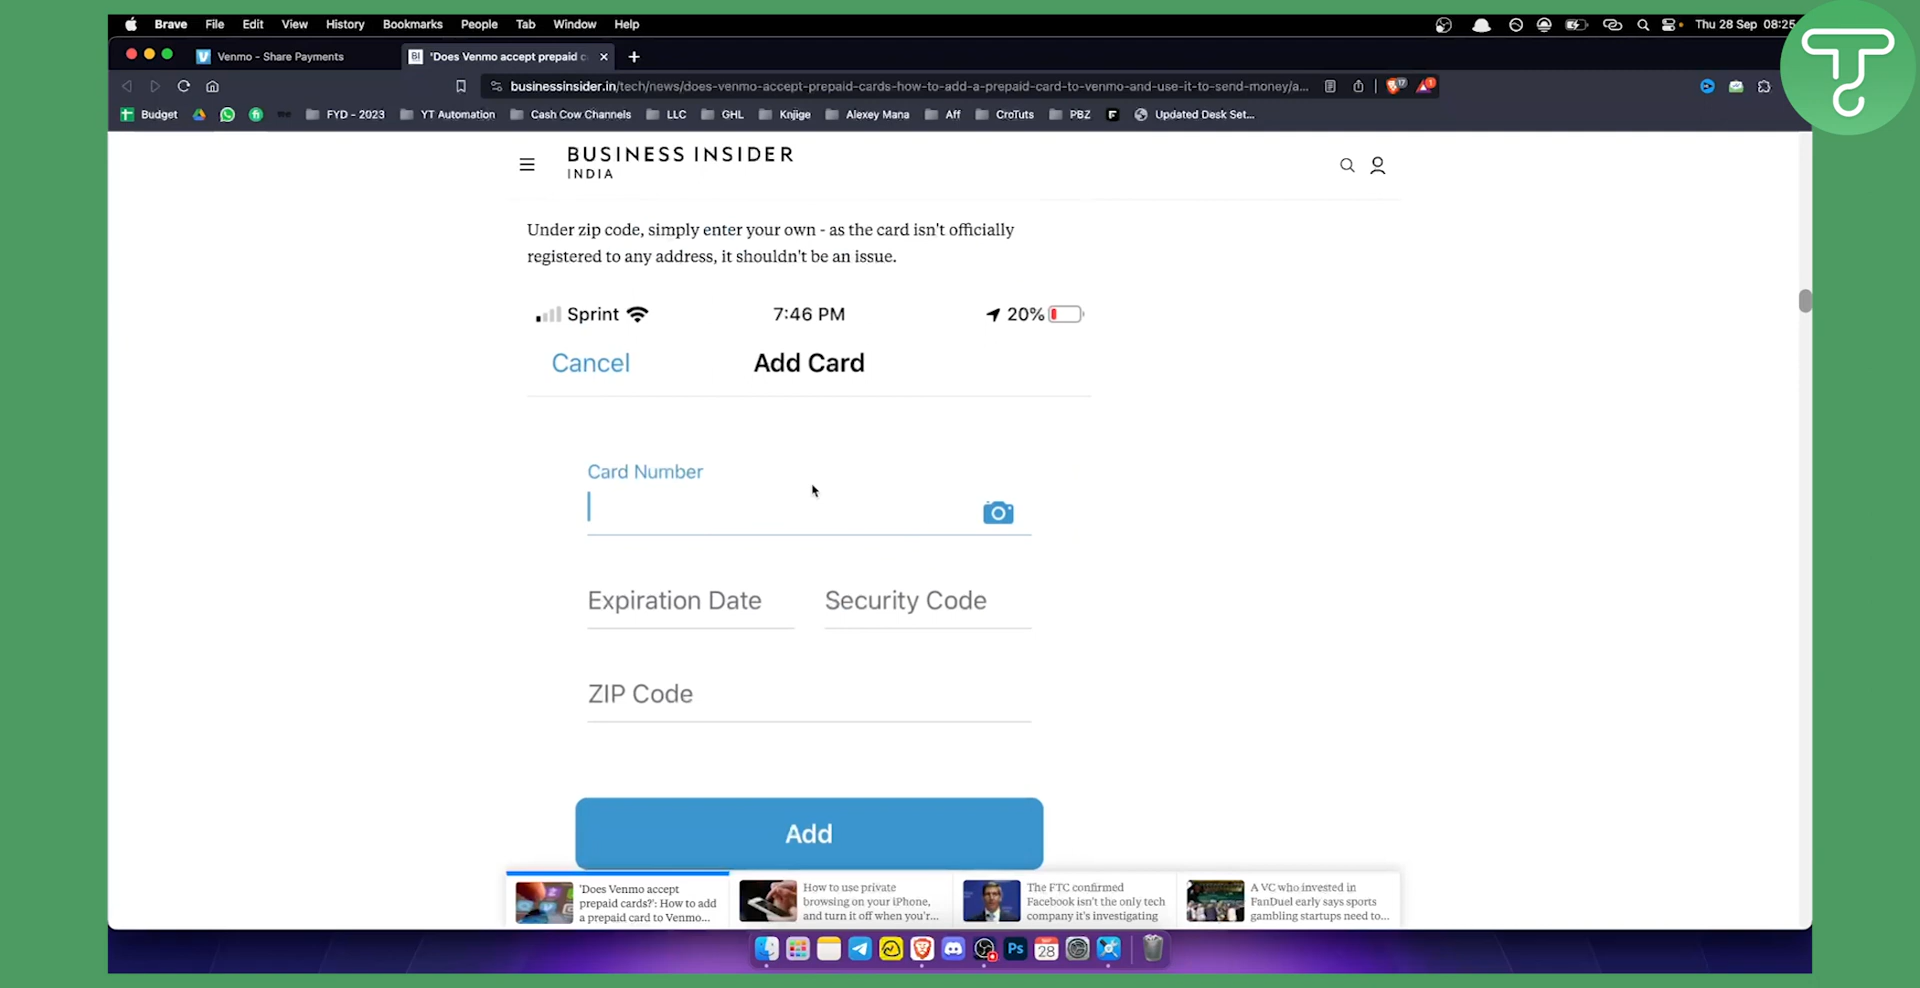 Brave File Edit View History Bookmarks People Tab Window Help Thu 28 Sep 08:25
Venmo - Share Payments
BI 'Does Venmo accept prepaid c
businessinsider.in/tech/news/does-venmo-accept-prepaid-cards-how-to-add-a-prepaid-card-to-venmo-and-use-it-to-send-money/a...
17
1
Budget we FYD - 2023 YT Automation Cash Cow Channels LLC GHL Knjige Alexey Mana Aff CroTuts PBZ F Updated Desk Set...
BUSINESS INSIDER
INDIA
Under zip code, simply enter your own - as the card isn't officially
registered to any address, it shouldn't be an issue.
Sprint 7:46 PM 20%
Cancel Add Card
Card Number
Expiration Date Security Code
ZIP Code
Add
'Does Venmo accept
prepaid cards?': How to add
a prepaid card to Venmo...
How to use private
browsing on your iPhone,
and turn it off when you'r...
The FTC confirmed
Facebook isn't the only tech
company it's investigating
A VC who invested in
FanDuel early says sports
gambling startups need to...
Ps
28